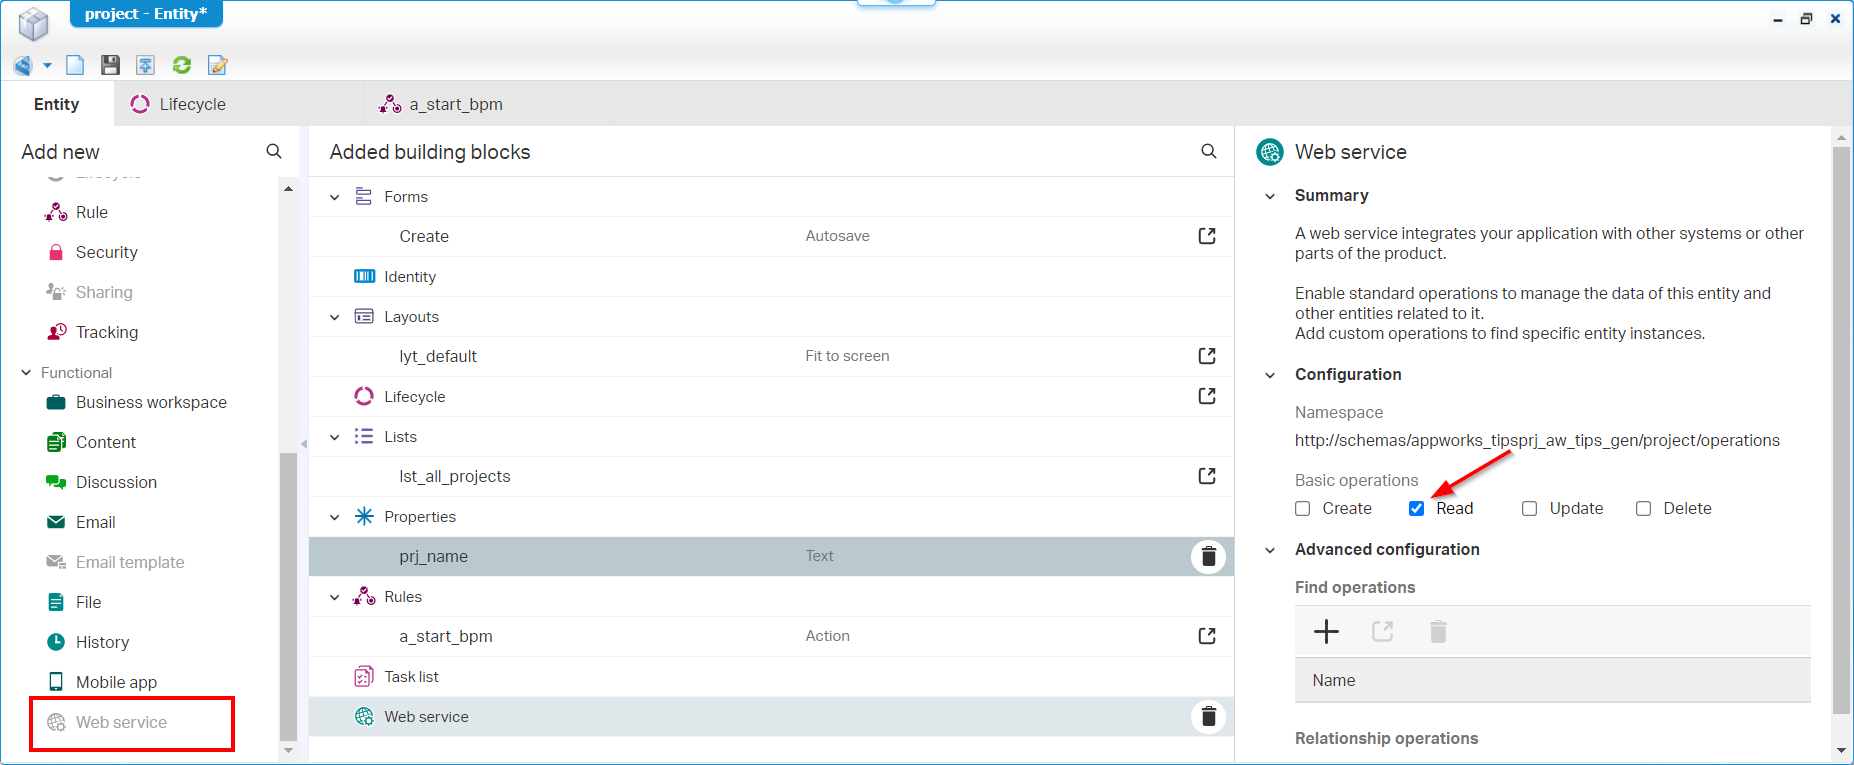 project - Entity*
Entity
Lifecycle
a_start_bpm
Add new
Rule
Security
Sharing
Tracking
Functional
Business workspace
Content
Discussion
Email
Email template
File
History
Mobile app
Web service
Added building blocks
Forms
Create Autosave
Identity
Layouts
lyt_default Fit to screen
Lifecycle
Lists
lst_all_projects
Properties
prj_name Text
Rules
a_start_bpm Action
Task list
Web service
Web service
Summary
A web service integrates your application with other systems or other
parts of the product.
Enable standard operations to manage the data of this entity and
other entities related to it.
Add custom operations to find specific entity instances.
Configuration
Namespace
http://schemas/appworks_tipsprj_aw_tips_gen/project/operations
Basic operations
Create Read Update Delete
Advanced configuration
Find operations
Name
Relationship operations